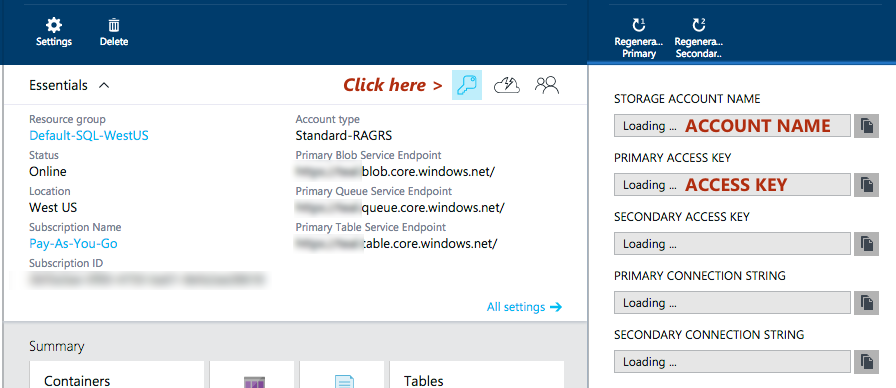 Settings
Delete
Essentials
Click here >
Resource group
Default-SQL-WestUS
Status
Online
Location
West US
Subscription Name
Pay-As-You-Go
Subscription ID
Account type
Standard-RAGRS
Primary Blob Service Endpoint
blob.core.windows.net/
Primary Queue Service Endpoint
queue.core.windows.net/
Primary Table Service Endpoint
table.core.windows.net/
All settings
Summary
Containers
Tables
1
Regenera...
Primary
2
Regenera...
Secondar..
STORAGE ACCOUNT NAME
Loading ... ACCOUNT NAME
PRIMARY ACCESS KEY
Loading ... ACCESS KEY
SECONDARY ACCESS KEY
Loading ...
PRIMARY CONNECTION STRING
Loading ...
SECONDARY CONNECTION STRING
Loading ...